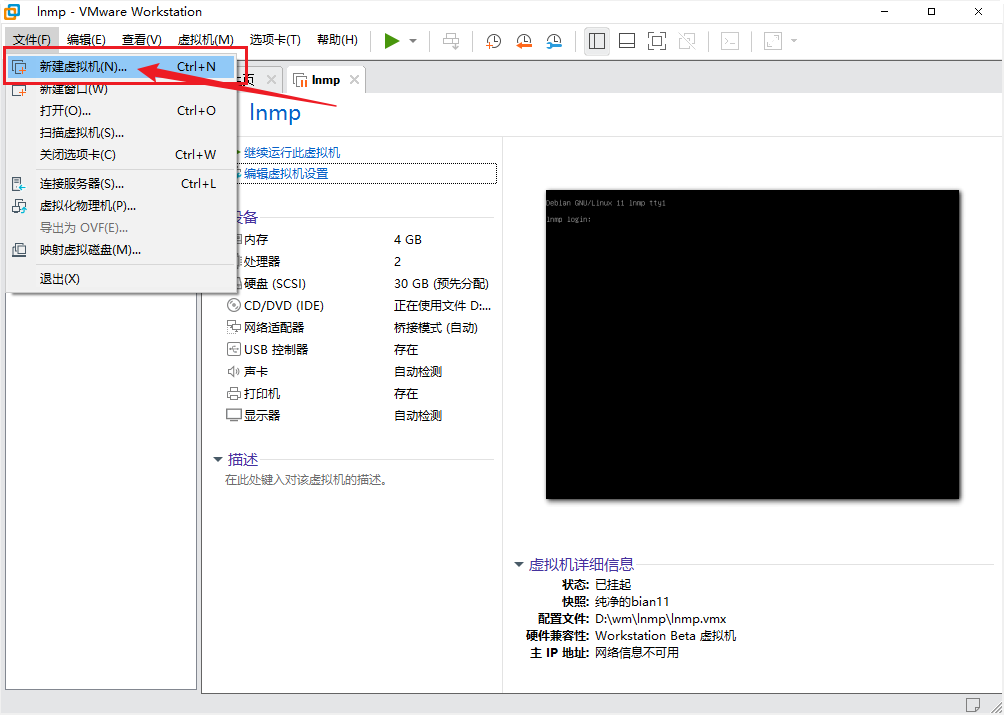 lnmp - VMware Workstation
文件(F) 编辑(E) 查看(V) 虚拟机(M) 选项卡(T) 帮助(H)
新建虚拟机(N)... Ctrl+N
新建窗口(W)
打开(O)... Ctrl+O
扫描虚拟机(S)...
关闭选项卡(C) Ctrl+W
连接服务器(S)... Ctrl+L
虚拟化物理机(P)...
导出为 OVF(E)...
映射虚拟磁盘(M)...
退出(X)
页
lnmp
lnmp
继续运行此虚拟机
编辑虚拟机设置
设备
内存 4 GB
处理器 2
硬盘 (SCSI) 30 GB (预先分配)
CD/DVD (IDE) 正在使用文件 D:...
网络适配器 桥接模式 (自动)
USB 控制器 存在
声卡 自动检测
打印机 存在
显示器 自动检测
描述
在此处键入对该虚拟机的描述。
Debian GNU/Linux 11 lnmp tty1
lnmp login:
虚拟机详细信息
状态: 已挂起
快照: 纯净的bian11
配置文件: D:\wm\lnmp\lnmp.vmx
硬件兼容性: Workstation Beta 虚拟机
主 IP 地址: 网络信息不可用